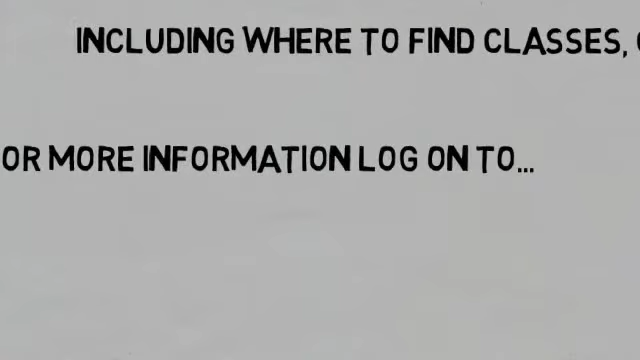 INCLUDING WHERE TO FIND CLASSES,
OR MORE INFORMATION LOG ON TO...